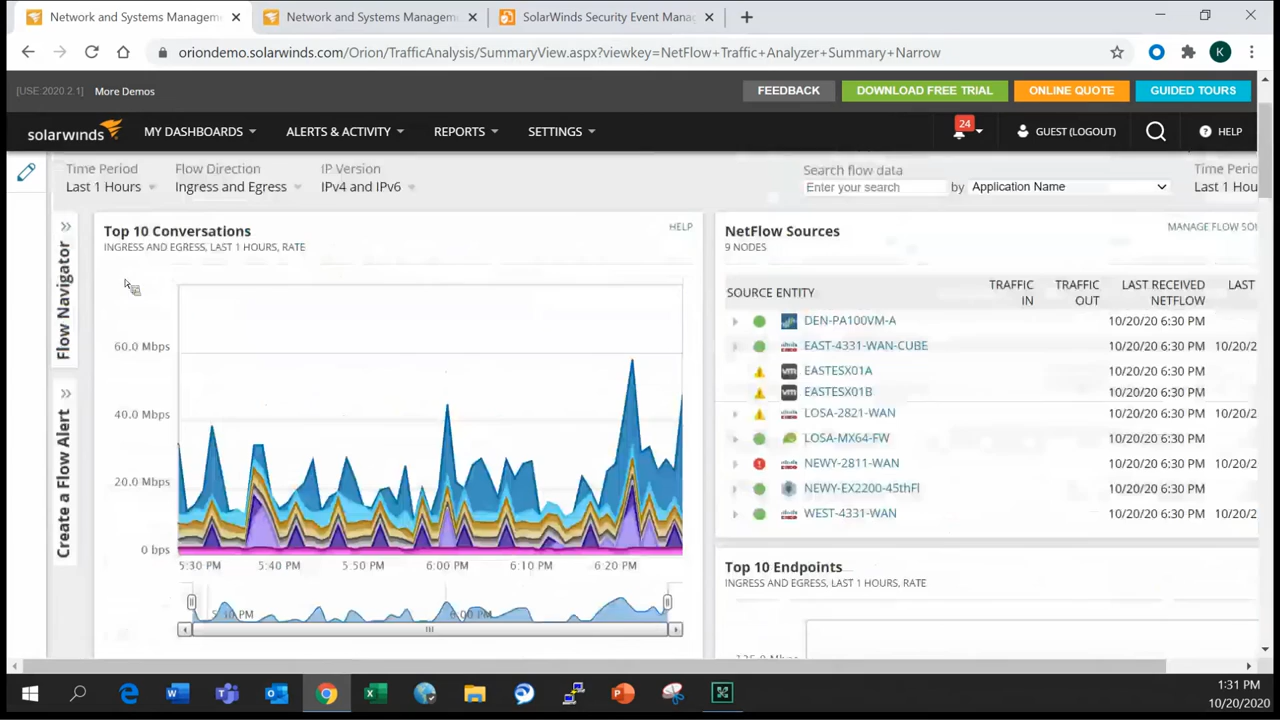 Network and Systems Managem
Network and Systems Managem
SolarWinds Security Event Mana
oriondemo.solarwinds.com/Orion/TrafficAnalysis/SummaryView.aspx?viewkey=NetFlow+Traffic+Analyzer+Summary+Narrow
K
[USE 2020 2.1] More Demos
FEEDBACK
DOWNLOAD FREE TRIAL
ONLINE QUOTE
GUIDED TOURS
solarwinds
MY DASHBOARDS
ALERTS & ACTIVITY
REPORTS
SETTINGS
24
GUEST (LOGOUT)
HELP
Time Period
Last 1 Hours
Flow Direction
Ingress and Egress
IP Version
IPv4 and IPv6
Search flow data
Enter your search
by Application Name
Time Perio
Last 1 Hou
Flow Navigator
Create a Flow Alert
Top 10 Conversations
HELP
INGRESS AND EGRESS, LAST 1 HOURS, RATE
60.0 Mbps
40.0 Mbps
20.0 Mbps
0 bps
5:30 PM 5:40 PM 5:50 PM 6:00 PM 6:10 PM 6:20 PM
6:00 PM
NetFlow Sources
MANAGE FLOW SOU
9 NODES
SOURCE ENTITY
TRAFFIC IN
TRAFFIC OUT
LAST RECEIVED NETFLOW
LAST
DEN-PA100VM-A 10/20/20 6:30 PM
EAST-4331-WAN-CUBE 10/20/20 6:30 PM 10/20/2
EASTESX01A 10/20/20 6:30 PM
EASTESX01B 10/20/20 6:30 PM
LOSA-2821-WAN 10/20/20 6:30 PM 10/20/2
LOSA-MX64-FW 10/20/20 6:30 PM
NEWY-2811-WAN 10/20/20 6:30 PM 10/20/2
NEWY-EX2200-45thFl 10/20/20 6:30 PM
WEST-4331-WAN 10/20/20 6:30 PM 10/20/2
Top 10 Endpoints
INGRESS AND EGRESS, LAST 1 HOURS, RATE
1:31 PM
10/20/2020